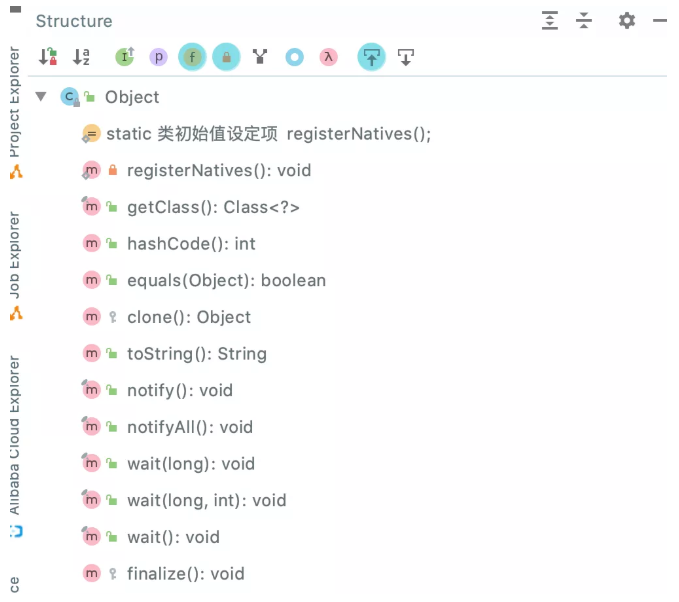 Structure
Project Explorer
Job Explorer
Alibaba Cloud Explorer
ce
Object
static 类初始值设定项 registerNatives();
registerNatives(): void
getClass(): Class<?>
hashCode(): int
equals(Object): boolean
clone(): Object
toString(): String
notify(): void
notifyAll(): void
wait(long): void
wait(long, int): void
wait(): void
finalize(): void